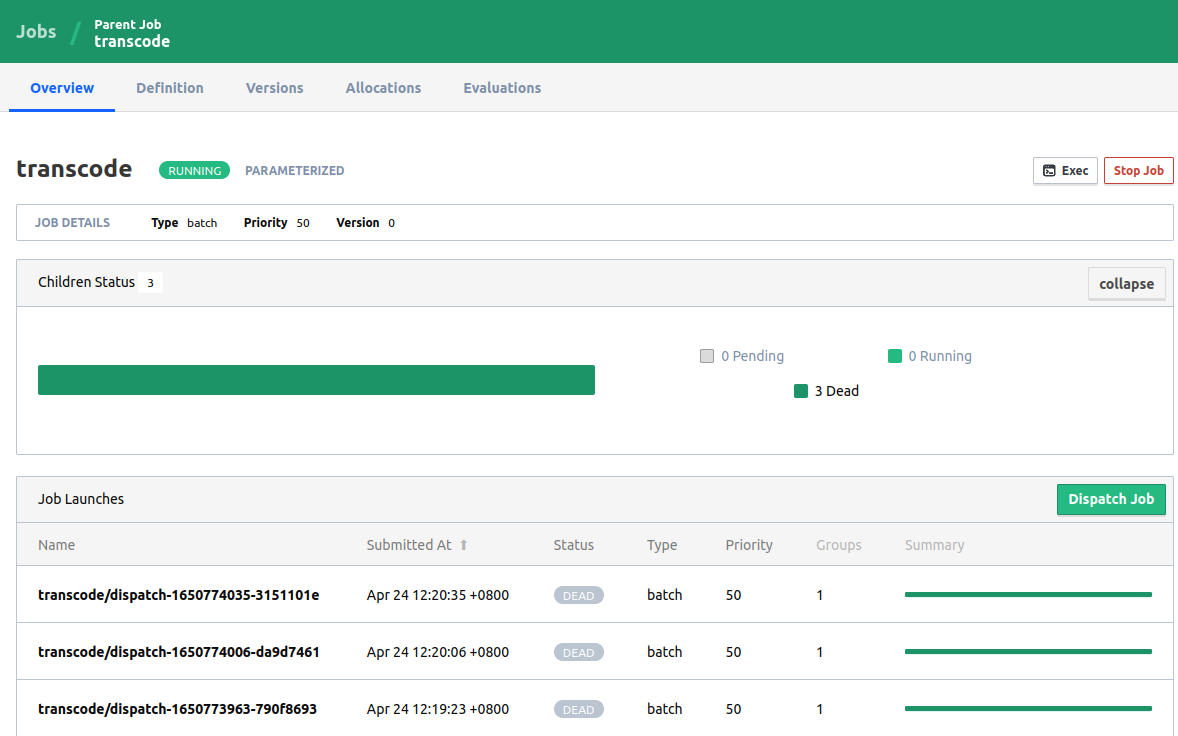 Jobs / Parent Job
transcode
Overview Definition Versions Allocations Evaluations
transcode RUNNING PARAMETERIZED Exec Stop Job
JOB DETAILS Type batch Priority 50 Version 0
Children Status 3 collapse
0 Pending 0 Running
3 Dead
Job Launches Dispatch Job
Name Submitted At Status Type Priority Groups Summary
transcode/dispatch-1650774035-3151101e Apr 24 12:20:35 +0800 DEAD batch 50 1
transcode/dispatch-1650774006-da9d7461 Apr 24 12:20:06 +0800 DEAD batch 50 1
transcode/dispatch-1650773963-790f8693 Apr 24 12:19:23 +0800 DEAD batch 50 1